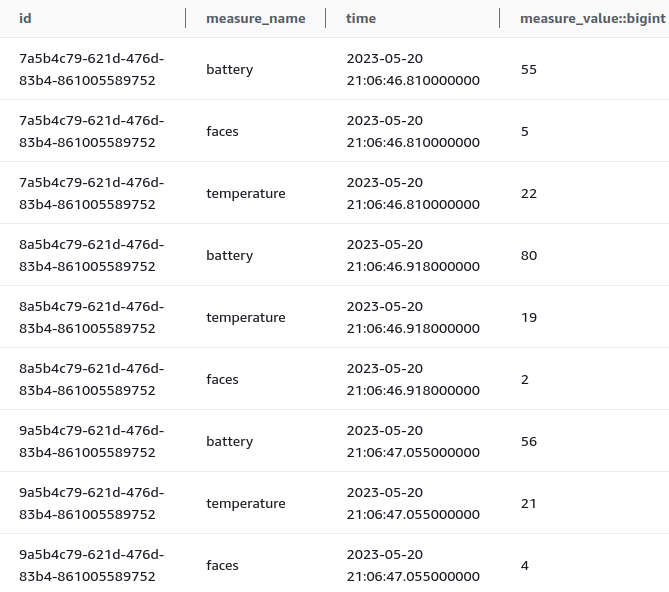 id measure_name time measure_value::bigint
7a5b4c79-621d-476d-
83b4-861005589752
battery
2023-05-20
21:06:46.810000000
55
7a5b4c79-621d-476d-
83b4-861005589752
faces
2023-05-20
21:06:46.810000000
5
7a5b4c79-621d-476d-
83b4-861005589752
temperature
2023-05-20
21:06:46.810000000
22
8a5b4c79-621d-476d-
83b4-861005589752
battery
2023-05-20
21:06:46.918000000
80
8a5b4c79-621d-476d-
83b4-861005589752
temperature
2023-05-20
21:06:46.918000000
19
8a5b4c79-621d-476d-
83b4-861005589752
faces
2023-05-20
21:06:46.918000000
2
9a5b4c79-621d-476d-
83b4-861005589752
battery
2023-05-20
21:06:47.055000000
56
9a5b4c79-621d-476d-
83b4-861005589752
temperature
2023-05-20
21:06:47.055000000
21
9a5b4c79-621d-476d-
83b4-861005589752
faces
2023-05-20
21:06:47.055000000
4